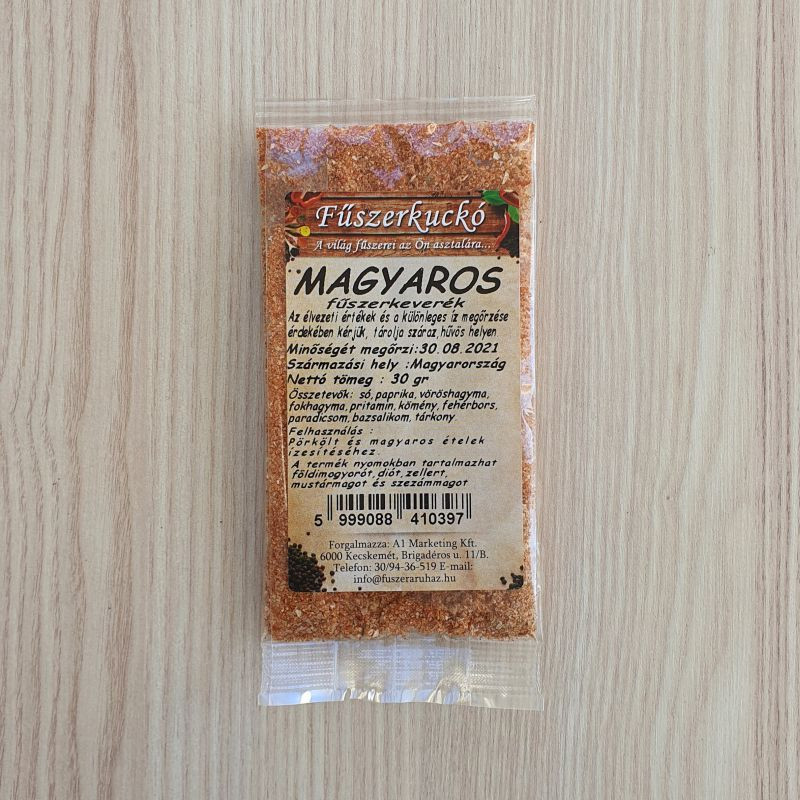 Fűszerkuckó
A világ fűszerei az Ön asztalára...
MAGYAROS
fűszerkeverék
Az élvezeti értékek és a különleges íz megőrzése
érdekében kérjük, tárolja száraz,hűvös helyen.
Minőségét megőrzi:30.08.2021
Származási hely :Magyarország
Nettó tömeg : 30 gr
Összetevők: só,paprika,vöröshagyma,
fokhagyma,pritamin,kömény,fehérbors,
paradicsom,bazsalikom,tárkony.
Felhasználás :
Pörkölt és magyaros ételek
ízesítéséhez.
A termék nyomokban tartalmazhat
földimogyorót,diót,zellert,
mustármagot és szezámmagot
5 999088 410397
Forgalmazza: A1 Marketing Kft.
6000 Kecskemét, Brigadéros u. 11/B.
Telefon: 30/94-36-519 E-mail:
info@fuszeraruhaz.hu